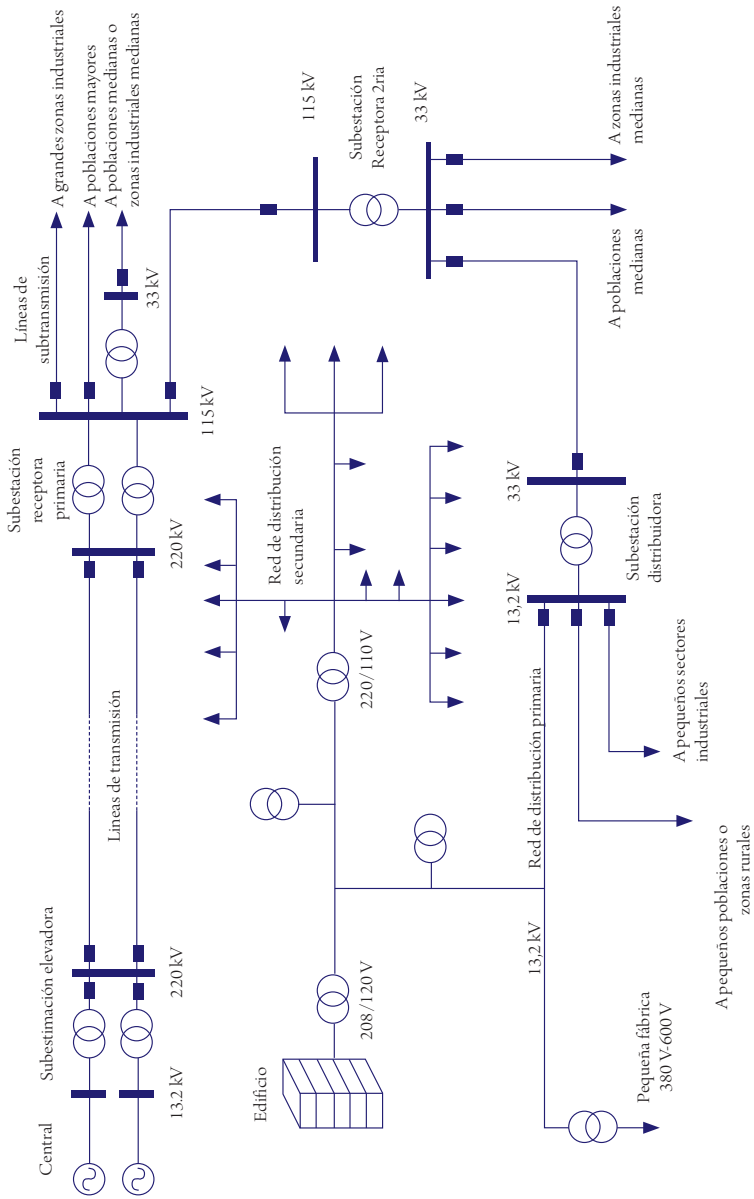 Central
13.2 kV
Subestimación elevadora
220 kV
Lineas de transmisión
Subestación
receptora
primaria
220 kV
115 kV
Líneas de
subtransmisión
33 kV
A grandes zonas industriales
A poblaciones mayores
A poblaciones medianas o
zonas industriales medianas
115 kV
Subestación
Receptora 2ria
33 kV
A zonas industriales
medianas
A poblaciones
medianas
Edificio
208/120 V
220/110 V
Red de distribución
secundaria
13,2 kV
33 kV
Subestación
distribuidora
Red de distribución primaria
13,2 kV
A pequeños sectores
industriales
A pequeños poblaciones o
zonas rurales
Pequeña fábrica
380 V-600 V